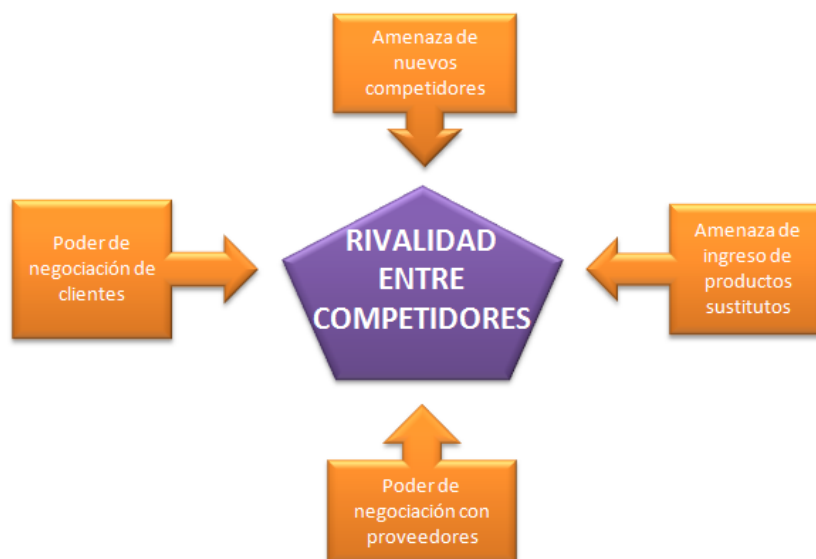 Amenaza de
nuevos
competidores
Poder de
negociación de
clientes
RIVALIDAD
ENTRE
COMPETIDORES
Amenaza de
ingreso de
productos
sustitutos
Poder de
negociación con
proveedores